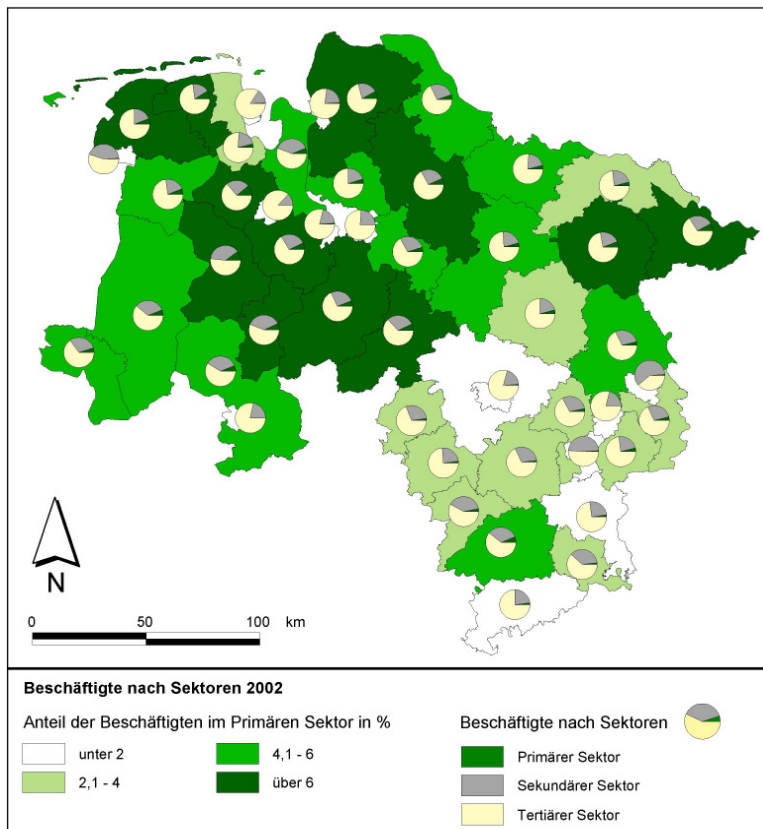 N
0 50 100 km
Beschäftigte nach Sektoren 2002
Anteil der Beschäftigten im Primären Sektor in %
unter 2
4,1 - 6
2,1 - 4
über 6
Beschäftigte nach Sektoren
Primärer Sektor
Sekundärer Sektor
Tertiärer Sektor